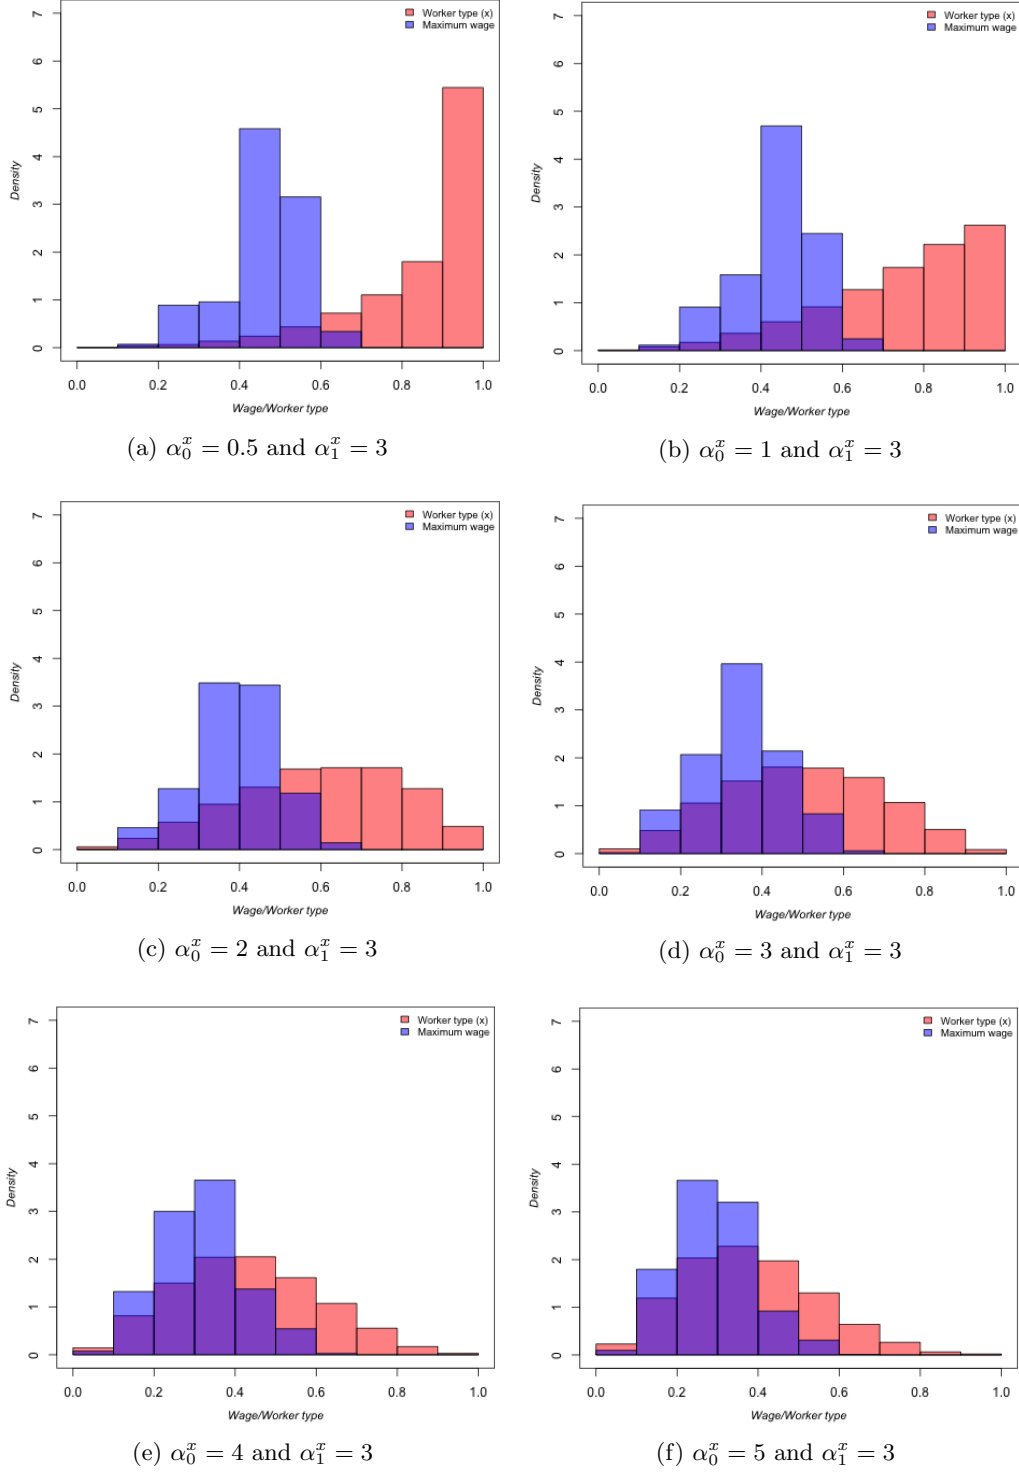 Worker type (x)
Maximum wage
Density
7
6
5
4
3
2
1
0
0.0 0.2 0.4 0.6 0.8 1.0
Wage/Worker type
(a) α₀ˣ = 0.5 and α₁ˣ = 3
Worker type (x)
Maximum wage
Density
7
6
5
4
3
2
1
0
0.0 0.2 0.4 0.6 0.8 1.0
Wage/Worker type
(b) α₀ˣ = 1 and α₁ˣ = 3
Worker type (x)
Maximum wage
Density
7
6
5
4
3
2
1
0
0.0 0.2 0.4 0.6 0.8 1.0
Wage/Worker type
(c) α₀ˣ = 2 and α₁ˣ = 3
Worker type (x)
Maximum wage
Density
7
6
5
4
3
2
1
0
0.0 0.2 0.4 0.6 0.8 1.0
Wage/Worker type
(d) α₀ˣ = 3 and α₁ˣ = 3
Worker type (x)
Maximum wage
Density
7
6
5
4
3
2
1
0
0.0 0.2 0.4 0.6 0.8 1.0
Wage/Worker type
(e) α₀ˣ = 4 and α₁ˣ = 3
Worker type (x)
Maximum wage
Density
7
6
5
4
3
2
1
0
0.0 0.2 0.4 0.6 0.8 1.0
Wage/Worker type
(f) α₀ˣ = 5 and α₁ˣ = 3